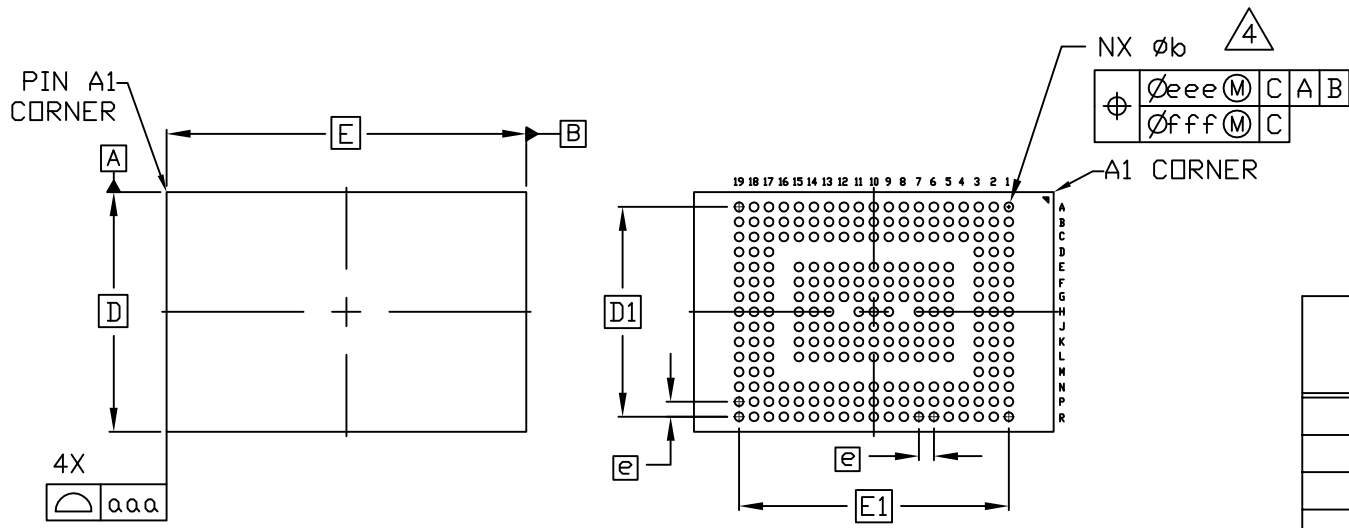 NX øb 4
PIN A1
CORNER
Øeee Ⓜ C A B
Øfff Ⓜ C
E
B
A
A1 CORNER
19 18 17 16 15 14 13 12 11 10 9 8 7 6 5 4 3 2 1
A
B
C
D
E
F
G
H
J
K
L
M
N
P
R
D
D1
e
e
4X
aaa
E1